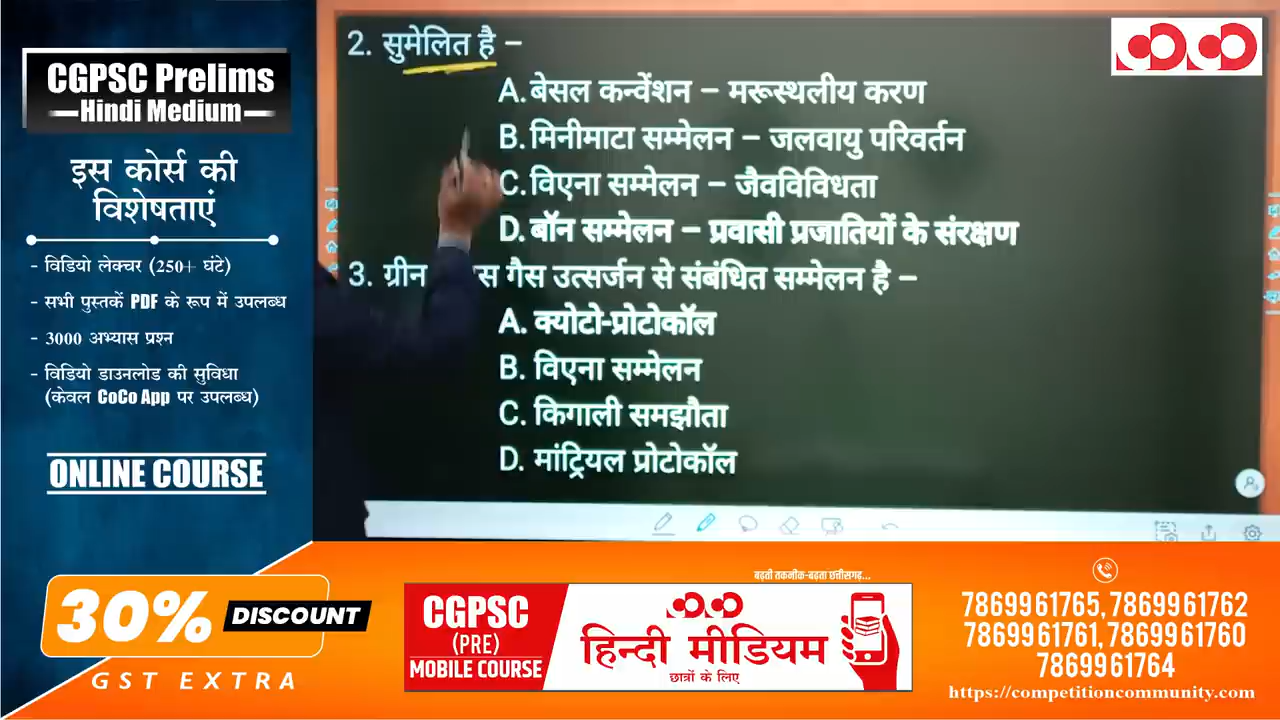 CGPSC Prelims
Hindi Medium
इस कोर्स की
विशेषताएं
- विडियो लेक्चर (250+ घंटे)
- सभी पुस्तकें PDF के रूप में उपलब्ध
- 3000 अभ्यास प्रश्न
- विडियो डाउनलोड की सुविधा
(केवल CoCo App पर उपलब्ध)
ONLINE COURSE
2. सुमेलित है –
A. बेसल कन्वेंशन – मरूस्थलीय करण
B. मिनीमाटा सम्मेलन – जलवायु परिवर्तन
C. विएना सम्मेलन – जैवविविधता
D. बॉन सम्मेलन – प्रवासी प्रजातियों के संरक्षण
3. ग्रीन स गैस उत्सर्जन से संबंधित सम्मेलन है –
A. क्योटो-प्रोटोकॉल
B. विएना सम्मेलन
C. किगाली समझौता
D. मांट्रियल प्रोटोकॉल
30% DISCOUNT
GST EXTRA
CGPSC
(PRE)
MOBILE COURSE
बढ़ती तकनीक-बढ़ता छत्तीसगढ़...
हिन्दी मीडियम
छात्रों के लिए
7869961765, 7869961762
7869961761, 7869961760
7869961764
https://competitioncommunity.com